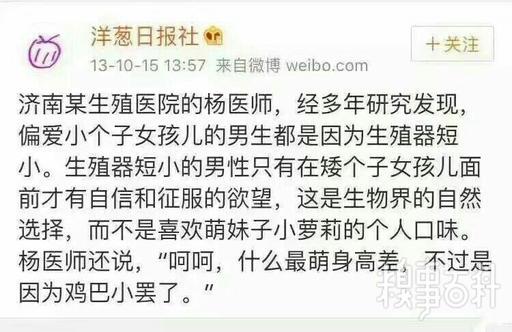 洋葱日报社
+关注
13-10-15 13:57 来自微博 weibo.com
济南某生殖医院的杨医师，经多年研究发现，
偏爱小个子女孩儿的男生都是因为生殖器短
小。生殖器短小的男性只有在矮个子女孩儿面
前才有自信和征服的欲望，这是生物界的自然
选择，而不是喜欢萌妹子小萝莉的个人口味。
杨医师还说，“呵呵，什么最萌身高差，不过是
因为鸡巴小罢了。”
糗事百科